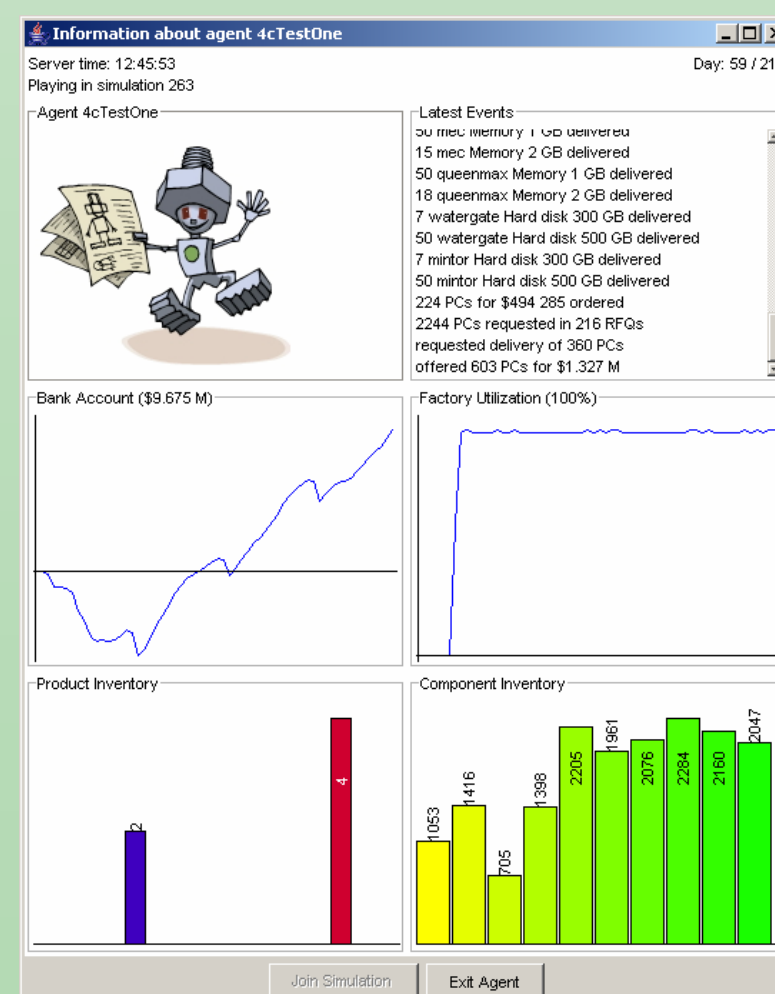 Information about agent 4cTestOne
Server time: 12:45:53
Day: 59 / 21
Playing in simulation 263
Agent 4cTestOne
Latest Events
50 mec Memory 1 GB delivered
15 mec Memory 2 GB delivered
50 queenmax Memory 1 GB delivered
18 queenmax Memory 2 GB delivered
7 watergate Hard disk 300 GB delivered
50 watergate Hard disk 500 GB delivered
7 mintor Hard disk 300 GB delivered
50 mintor Hard disk 500 GB delivered
224 PCs for $494 285 ordered
2244 PCs requested in 216 RFQs
requested delivery of 360 PCs
offered 603 PCs for $1.327 M
Bank Account ($9.675 M)
Factory Utilization (100%)
Product Inventory
2
4
Component Inventory
1053
1416
705
1398
2205
1961
2076
2284
2160
2047
Join Simulation
Exit Agent